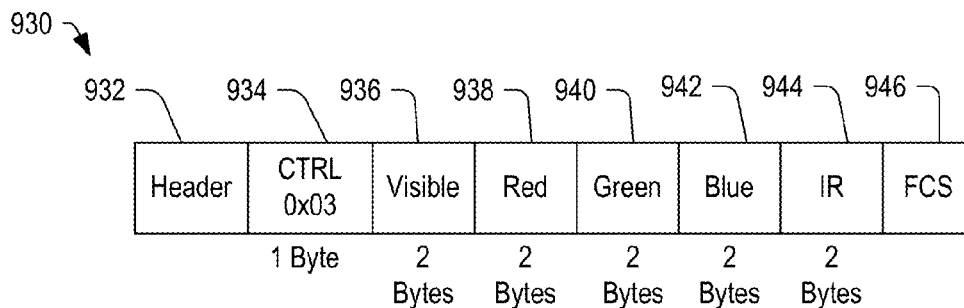 930
932 934 936 938 940 942 944 946
Header CTRL 0x03 Visible Red Green Blue IR FCS
1 Byte 2 Bytes 2 Bytes 2 Bytes 2 Bytes 2 Bytes